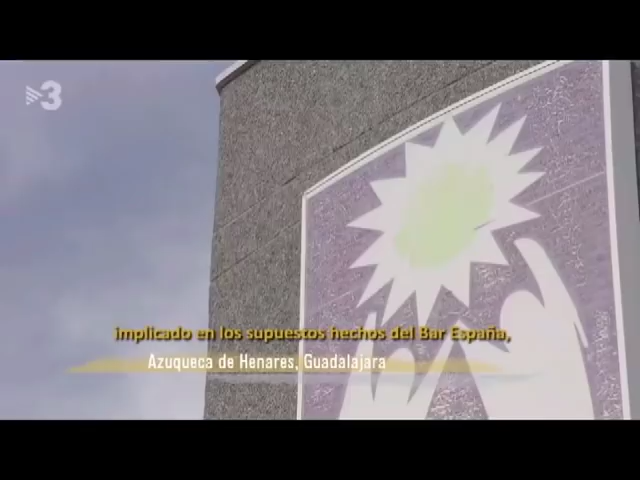 3
implicado en los supuestos hechos del Bar España,
Azuqueca de Henares, Guadalajara